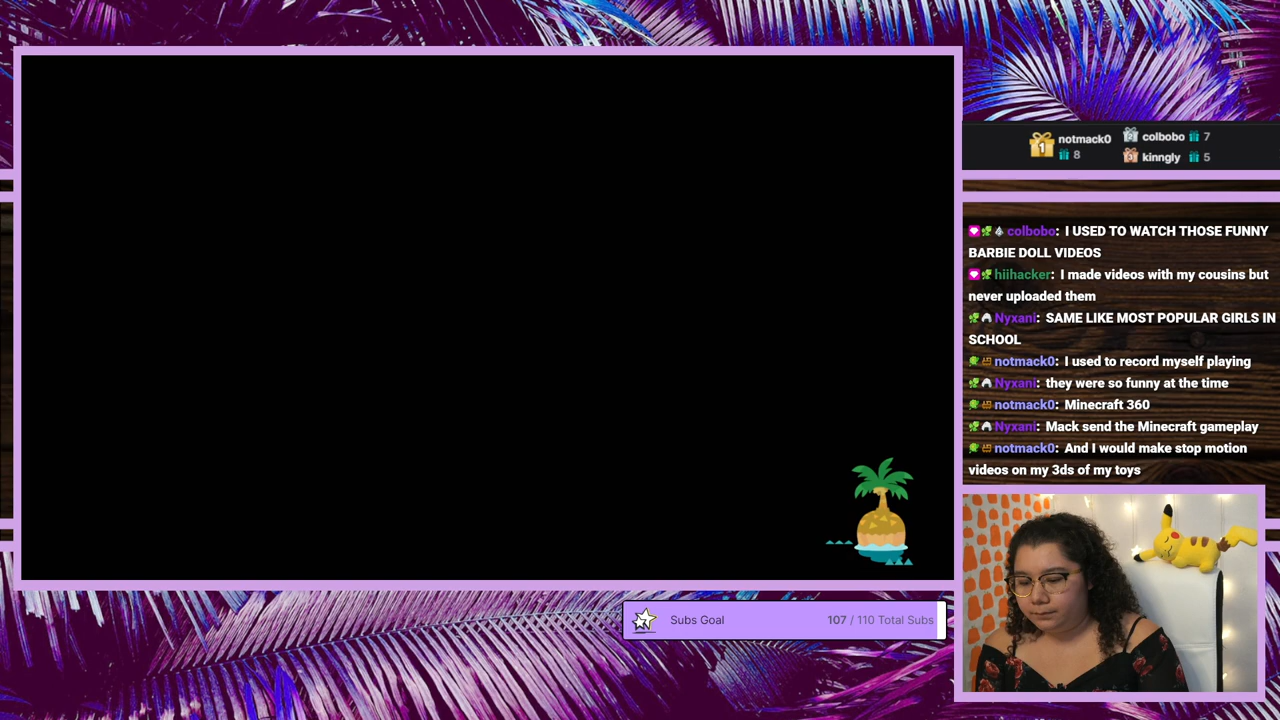 notmack0
8
colbobo 7
kinngly 5
colbobo: I USED TO WATCH THOSE FUNNY
BARBIE DOLL VIDEOS
hiihacker: I made videos with my cousins but
never uploaded them
Nyxani: SAME LIKE MOST POPULAR GIRLS IN
SCHOOL
notmack0: I used to record myself playing
Nyxani: they were so funny at the time
notmack0: Minecraft 360
Nyxani: Mack send the Minecraft gameplay
notmack0: And I would make stop motion
videos on my 3ds of my toys
Subs Goal 107 / 110 Total Subs